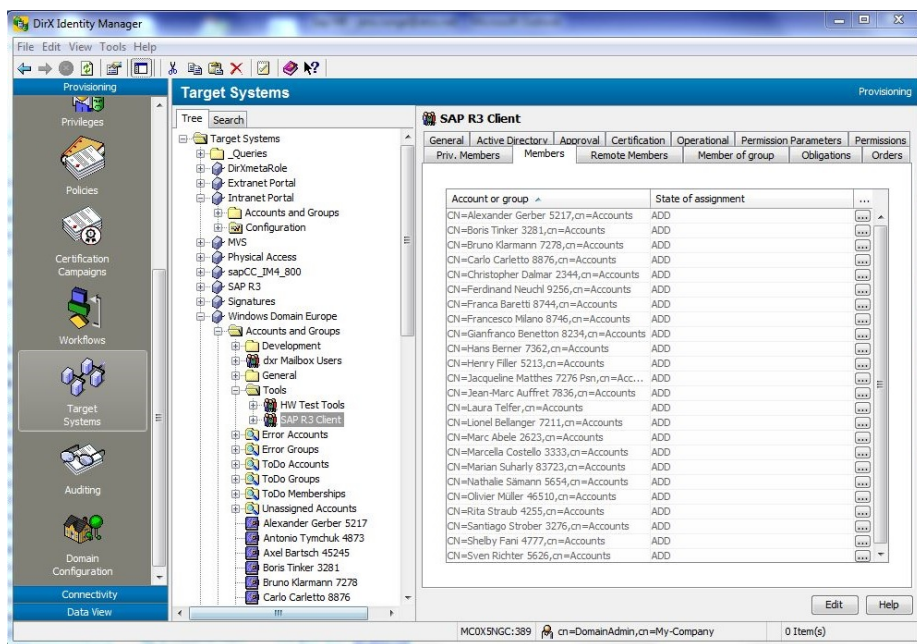 DirX Identity Manager
File Edit View Tools Help
Provisioning
Privileges
Policies
Certification
Campaigns
Workflows
Target
Systems
Auditing
Domain
Configuration
Connectivity
Data View
Target Systems
Provisioning
Tree Search
Target Systems
_Queries
DirXmetaRole
Extranet Portal
Intranet Portal
Accounts and Groups
Configuration
MVS
Physical Access
sapCC_IM4_800
SAP R3
Signatures
Windows Domain Europe
Accounts and Groups
Development
dxr Mailbox Users
General
Tools
HW Test Tools
SAP R3 Client
Error Accounts
Error Groups
ToDo Accounts
ToDo Groups
ToDo Memberships
Unassigned Accounts
Alexander Gerber 5217
Antonio Tymchuk 4873
Axel Bartsch 45245
Boris Tinker 3281
Bruno Klarmann 7278
Carlo Carletto 8876
SAP R3 Client
General Active Directory Approval Certification Operational Permission Parameters Permissions
Priv. Members Members Remote Members Member of group Obligations Orders
Account or group State of assignment ...
CN=Alexander Gerber 5217,cn=Accounts ADD ...
CN=Boris Tinker 3281,cn=Accounts ADD ...
CN=Bruno Klarmann 7278,cn=Accounts ADD ...
CN=Carlo Carletto 8876,cn=Accounts ADD ...
CN=Christopher Dalmar 2344,cn=Accounts ADD ...
CN=Ferdinand Neuchl 9256,cn=Accounts ADD ...
CN=Franca Baretti 8744,cn=Accounts ADD ...
CN=Francesco Milano 8746,cn=Accounts ADD ...
CN=Gianfranco Benetton 8234,cn=Accounts ADD ...
CN=Hans Berner 7362,cn=Accounts ADD ...
CN=Henry Filler 5213,cn=Accounts ADD ...
CN=Jacqueline Matthes 7276 Psn,cn=Acc... ADD ...
CN=Jean-Marc Auffret 7836,cn=Accounts ADD ...
CN=Laura Telfer,cn=Accounts ADD ...
CN=Lionel Bellanger 7211,cn=Accounts ADD ...
CN=Marc Abele 2623,cn=Accounts ADD ...
CN=Marcella Costello 3333,cn=Accounts ADD ...
CN=Marian Suharly 83723,cn=Accounts ADD ...
CN=Nathalie Sämann 5654,cn=Accounts ADD ...
CN=Olivier Müller 46510,cn=Accounts ADD ...
CN=Rita Straub 4255,cn=Accounts ADD ...
CN=Santiago Strober 3276,cn=Accounts ADD ...
CN=Shelby Fani 4777,cn=Accounts ADD ...
CN=Sven Richter 5626,cn=Accounts ADD ...
Edit Help
MC0X5NGC:389 cn=DomainAdmin,cn=My-Company 0 Item(s)